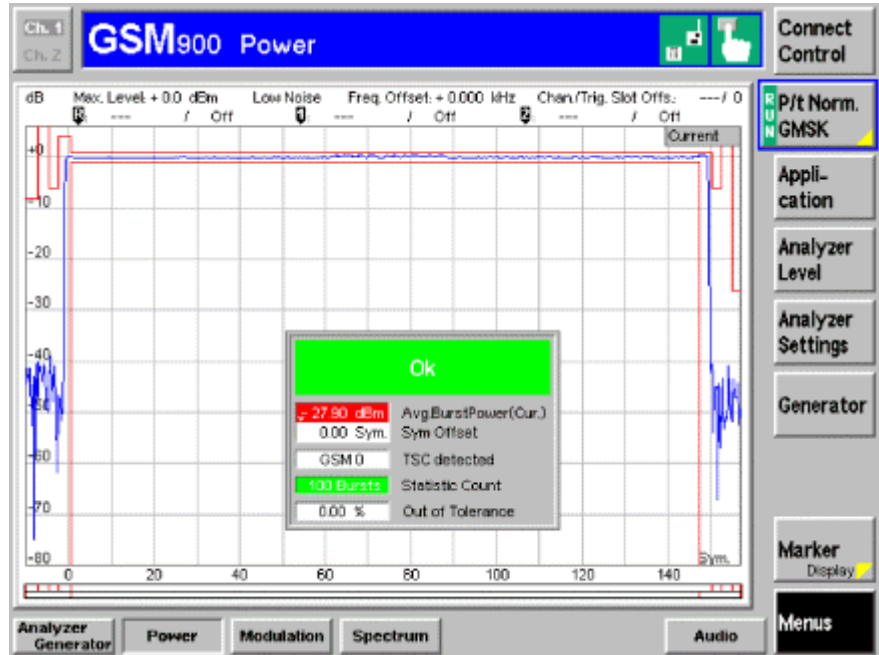 Ch. 1
Ch. 2
GSM900 Power
Connect
Control
dB Max. Level: + 0.0 dBm Low Noise Freq. Offset: + 0.000 kHz Chan./Trig. Slot Offs.: ---/ 0
--- / Off --- / Off --- / Off
Current
RUN
P/t Norm.
GMSK
Appli-
cation
Analyzer
Level
Analyzer
Settings
Generator
+0
-10
-20
-30
-40
-60
-70
-80
Ok
- 27.90 dBm Avg.BurstPower(Cur.)
0.00 Sym. Sym Offset
GSM 0 TSC detected
100 Bursts Statistic Count
0.00 % Out of Tolerance
Sym.
0 20 40 60 80 100 120 140
Marker
Display
Menus
Analyzer
Generator
Power
Modulation
Spectrum
Audio